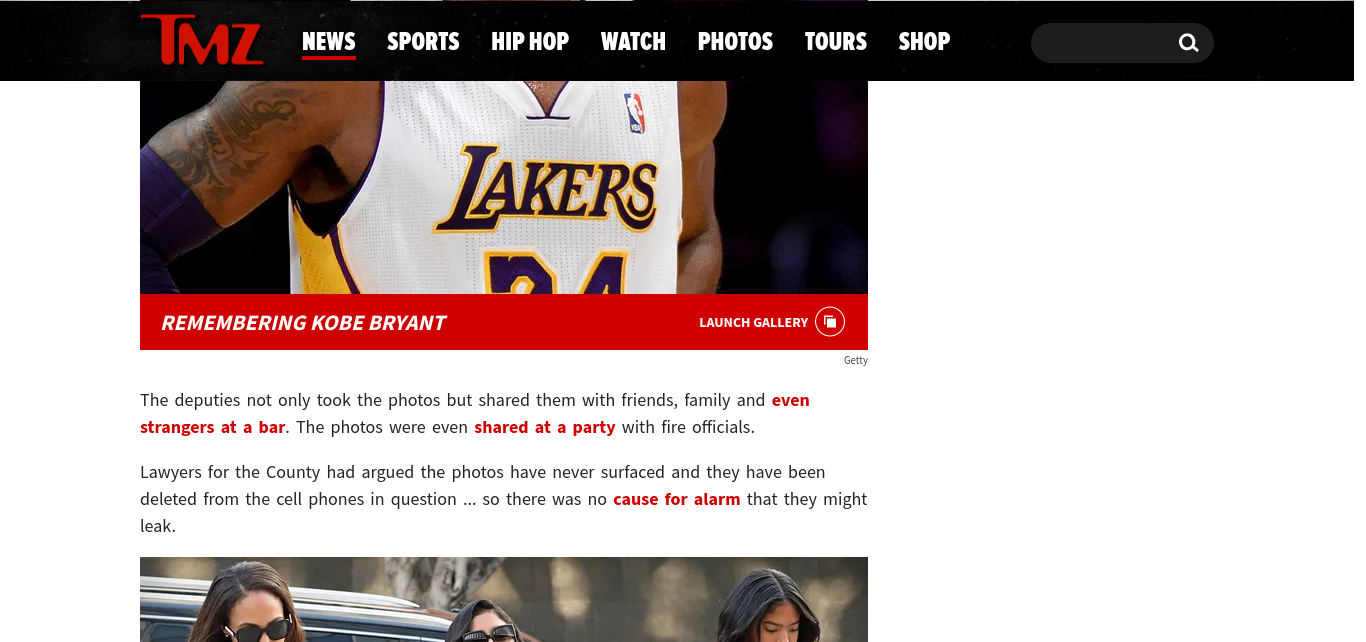 TMZ
NEWS SPORTS HIP HOP WATCH PHOTOS TOURS SHOP
NBA
LAKERS
24
REMEMBERING KOBE BRYANT
LAUNCH GALLERY
Getty
The deputies not only took the photos but shared them with friends, family and even
strangers at a bar. The photos were even shared at a party with fire officials.
Lawyers for the County had argued the photos have never surfaced and they have been
deleted from the cell phones in question ... so there was no cause for alarm that they might
leak.